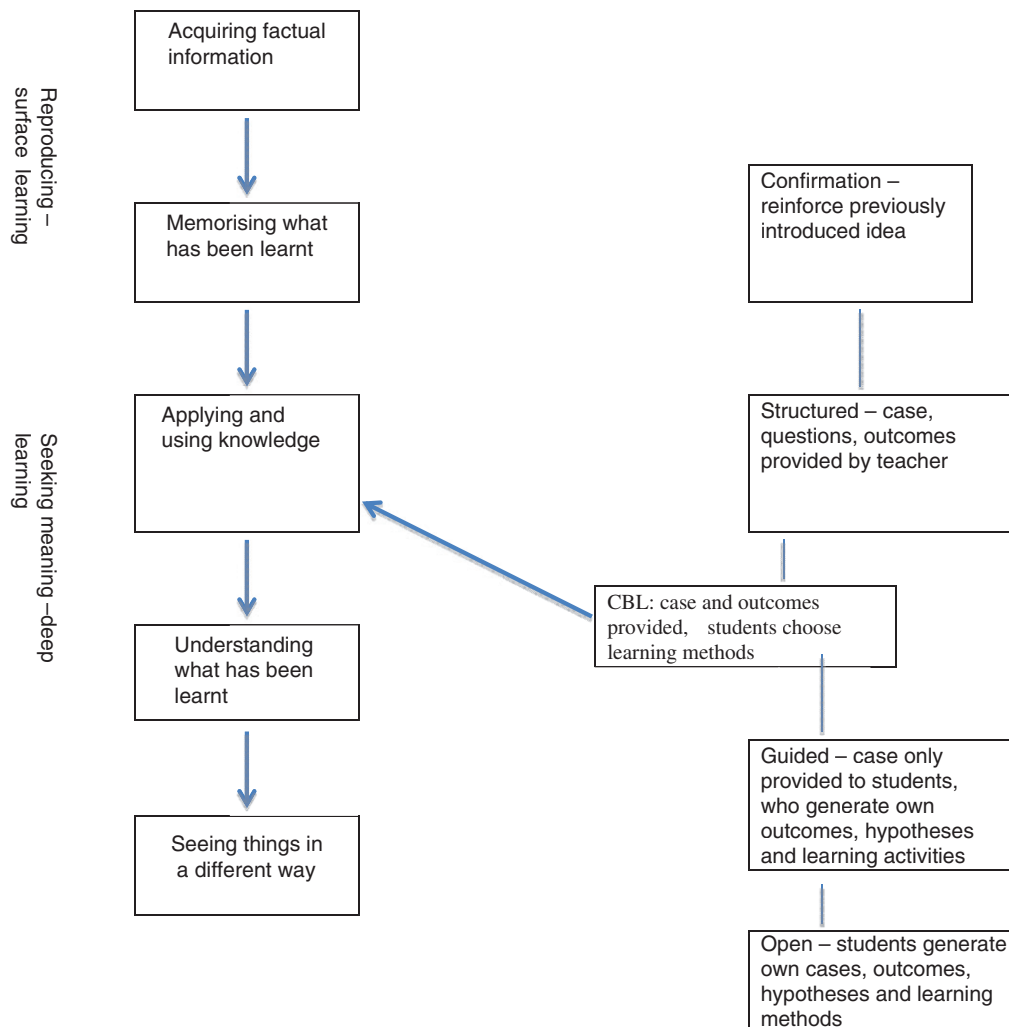 Reproducing –
surface learning
Seeking meaning –deep
learning
Acquiring factual
information
Memorising what
has been learnt
Applying and
using knowledge
Understanding
what has been
learnt
Seeing things in
a different way
Confirmation –
reinforce previously
introduced idea
Structured – case,
questions, outcomes
provided by teacher
CBL: case and outcomes
provided, students choose
learning methods
Guided – case only
provided to students,
who generate own
outcomes, hypotheses
and learning activities
Open – students generate
own cases, outcomes,
hypotheses and learning
methods